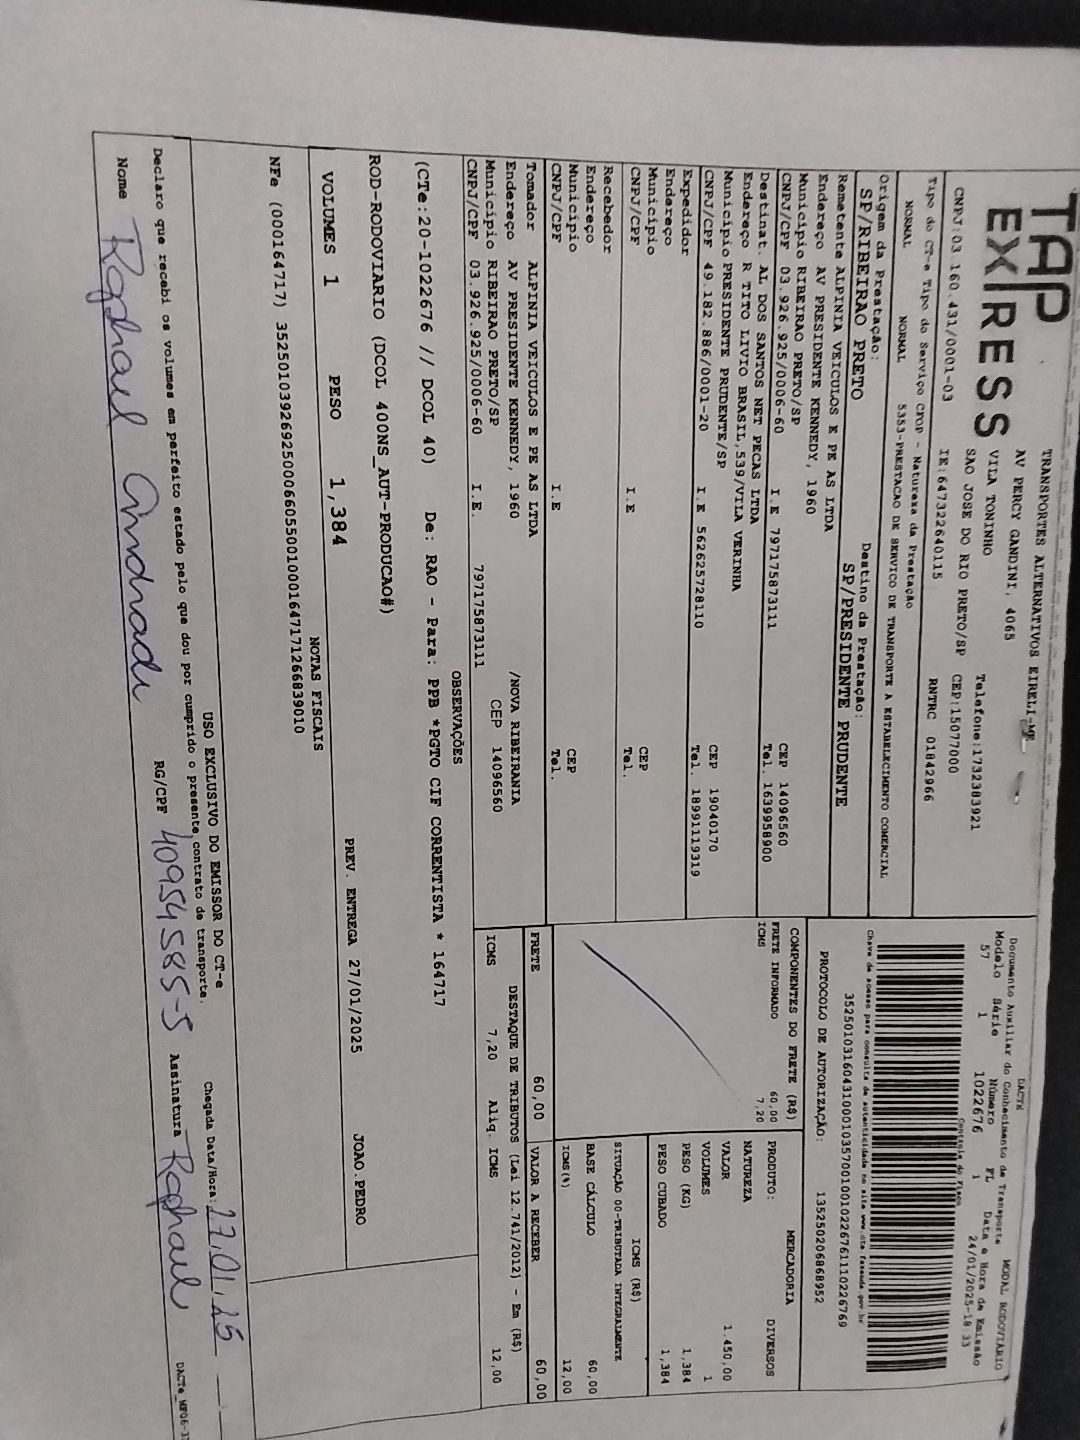 TAP
EX/RESS
TRANSPORTES ALTERNATIVOS EIRELI-ME
AV PERCY GANDINI, 4065
VILA TONINHO
SAO JOSE DO RIO PRETO/SP
Telefone:1732383921
CEP:15077000
CNPJ:03.160.431/0001-03 IE:647322640115 RNTRC 01842966
Tipo do CT-e Tipo do Serviço CFOP - Natureza da Prestação
NORMAL NORMAL 5353-PRESTACAO DE SERVICO DE TRANSPORTE A ESTABELECIMENTO COMERCIAL
Origem da Prestação: Destino da Prestação:
SP/RIBEIRAO PRETO SP/PRESIDENTE PRUDENTE
Remetente ALPINIA VEICULOS E PE AS LTDA
Endereço AV PRESIDENTE KENNEDY, 1960
Município RIBEIRAO PRETO/SP CEP 14096560
CNPJ/CPF 03.926.925/0006-60 I.E 797175873111 Tel. 1639958900
Destinat. AL DOS SANTOS NET PECAS LTDA
Endereço R TITO LIVIO BRASIL,539/VILA VERINHA
Município PRESIDENTE PRUDENTE/SP CEP 19040170
CNPJ/CPF 49.182.886/0001-20 I.E 562625728110 Tel. 18991119319
Expedidor
Endereço
Município CEP
CNPJ/CPF I.E Tel.
Recebedor
Endereço
Município CEP
CNPJ/CPF I.E Tel.
Tomador ALPINIA VEICULOS E PE AS LTDA
Endereço AV PRESIDENTE KENNEDY, 1960 /NOVA RIBEIRANIA
Município RIBEIRAO PRETO/SP CEP 14096560
CNPJ/CPF 03.926.925/0006-60 I.E. 797175873111
DACTE MODAL RODOVIÁRIO
Documento Auxiliar do Conhecimento de Transporte
Modelo Série Número FL Data e Hora de Emissão
57 1 1022676 1 24/01/2025-18 33
Controle do Fisco
35250103160431000103570010010226761110226769
Chave de acesso para consulta de autenticidade no site www.cte.fazenda.gov.br
PROTOCOLO DE AUTORIZAÇÃO: 135250206868952
COMPONENTES DO FRETE (R$)
FRETE INFORMADO 60,00
ICMS 7,20
MERCADORIA
PRODUTO: DIVERSOS
NATUREZA
VALOR 1.450,00
VOLUMES 1
PESO (KG) 1,384
PESO CUBADO 1,384
ICMS (R$)
SITUAÇÃO 00-TRIBUTADA INTEGRALMENTE
BASE CÁLCULO 60,00
ICMS(%) 12,00
FRETE 60,00 VALOR A RECEBER 60,00
DESTAQUE DE TRIBUTOS (Lei 12.741/2012) - Em (R$)
ICMS 7,20 Aliq. ICMS 12,00
OBSERVAÇÕES
(CTe:20-1022676 // DCOL 40) De: RAO - Para: PPB *PGTO CIF CORRENTISTA * 164717
ROD-RODOVIARIO (DCOL 400NS_AUT-PRODUCAO#)
VOLUMES 1 PESO 1,384 PREV. ENTREGA 27/01/2025 JOAO.PEDRO
NOTAS FISCAIS
NFe (000164717) 35250103926925000660550010001647171266839010
USO EXCLUSIVO DO EMISSOR DO CT-e
Declaro que recebi os volumes em perfeito estado pelo que dou por cumprido o presente contrato de transporte. Chegada Data/Hora: 27.01.25
Nome Raphael Andrade RG/CPF 40954585-5 Assinatura Raphael